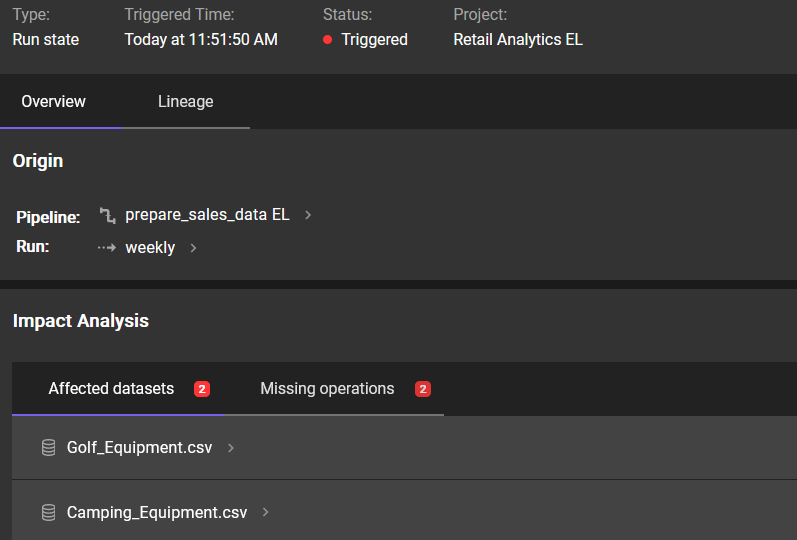 Type: Triggered Time: Status: Project:
Run state Today at 11:51:50 AM Triggered Retail Analytics EL
Overview Lineage
Origin
Pipeline: prepare_sales_data EL
Run: weekly
Impact Analysis
Affected datasets 2 Missing operations 2
Golf_Equipment.csv
Camping_Equipment.csv